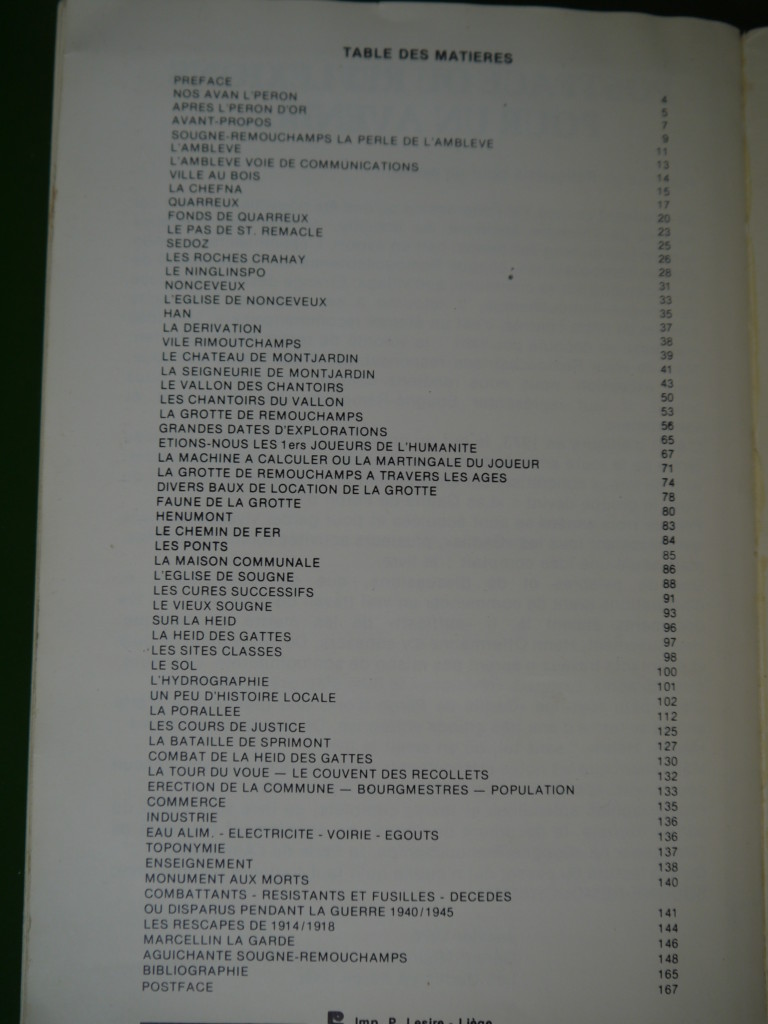 TABLE DES MATIERES
PREFACE 4
NOS AVAN L'PERON 5
APRES L'PERON D'OR 7
AVANT-PROPOS 9
SOUGNE-REMOUCHAMPS LA PERLE DE L'AMBLEVE 11
L'AMBLEVE 13
L'AMBLEVE VOIE DE COMMUNICATIONS 14
VILLE AU BOIS 15
LA CHEFNA 17
QUARREUX 20
FONDS DE QUARREUX 23
LE PAS DE ST. REMACLE 25
SEDOZ 26
LES ROCHES CRAHAY 28
LE NINGLINSPO 31
NONCEVEUX 33
L'EGLISE DE NONCEVEUX 35
HAN 37
LA DERIVATION 38
VILE RIMOUTCHAMPS 39
LE CHATEAU DE MONTJARDIN 41
LA SEIGNEURIE DE MONTJARDIN 43
LE VALLON DES CHANTOIRS 50
LES CHANTOIRS DU VALLON 53
LA GROTTE DE REMOUCHAMPS 56
GRANDES DATES D'EXPLORATIONS 65
ETIONS-NOUS LES 1ers JOUEURS DE L'HUMANITE 67
LA MACHINE A CALCULER OU LA MARTINGALE DU JOUEUR 71
LA GROTTE DE REMOUCHAMPS A TRAVERS LES AGES 74
DIVERS BAUX DE LOCATION DE LA GROTTE 78
FAUNE DE LA GROTTE 80
HENUMONT 83
LE CHEMIN DE FER 84
LES PONTS 85
LA MAISON COMMUNALE 86
L'EGLISE DE SOUGNE 88
LES CURES SUCCESSIFS 91
LE VIEUX SOUGNE 93
SUR LA HEID 96
LA HEID DES GATTES 97
LES SITES CLASSES 98
LE SOL 100
L'HYDROGRAPHIE 101
UN PEU D'HISTOIRE LOCALE 102
LA PORALLEE 112
LES COURS DE JUSTICE 125
LA BATAILLE DE SPRIMONT 127
COMBAT DE LA HEID DES GATTES 130
LA TOUR DU VOUE — LE COUVENT DES RECOLLETS 132
ERECTION DE LA COMMUNE — BOURGMESTRES — POPULATION 133
COMMERCE 135
INDUSTRIE 136
EAU ALIM. - ELECTRICITE - VOIRIE - EGOUTS 136
TOPONYMIE 137
ENSEIGNEMENT 138
MONUMENT AUX MORTS 140
COMBATTANTS - RESISTANTS ET FUSILLES - DECEDES
OU DISPARUS PENDANT LA GUERRE 1940/1945 141
LES RESCAPES DE 1914/1918 144
MARCELLIN LA GARDE 146
AGUICHANTE SOUGNE-REMOUCHAMPS 148
BIBLIOGRAPHIE 165
POSTFACE 167
Imp. P. Lesire - Liège